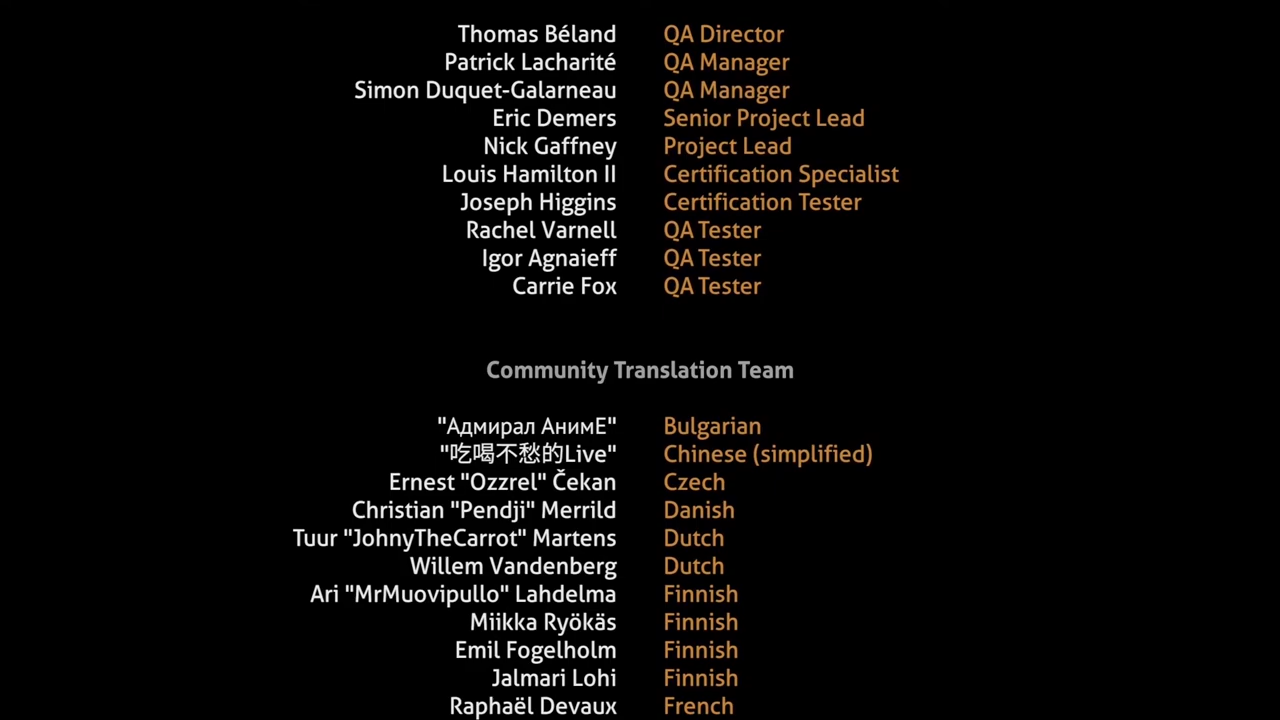 Thomas Béland QA Director
Patrick Lacharité QA Manager
Simon Duquet-Galarneau QA Manager
Eric Demers Senior Project Lead
Nick Gaffney Project Lead
Louis Hamilton II Certification Specialist
Joseph Higgins Certification Tester
Rachel Varnell QA Tester
Igor Agnaieff QA Tester
Carrie Fox QA Tester
Community Translation Team
"Адмирал АнимЕ" Bulgarian
"吃喝不愁的Live" Chinese (simplified)
Ernest "Ozzrel" Čekan Czech
Christian "Pendji" Merrild Danish
Tuur "JohnyTheCarrot" Martens Dutch
Willem Vandenberg Dutch
Ari "MrMuovipullo" Lahdelma Finnish
Miikka Ryökäs Finnish
Emil Fogelholm Finnish
Jalmari Lohi Finnish
Raphaël Devaux French